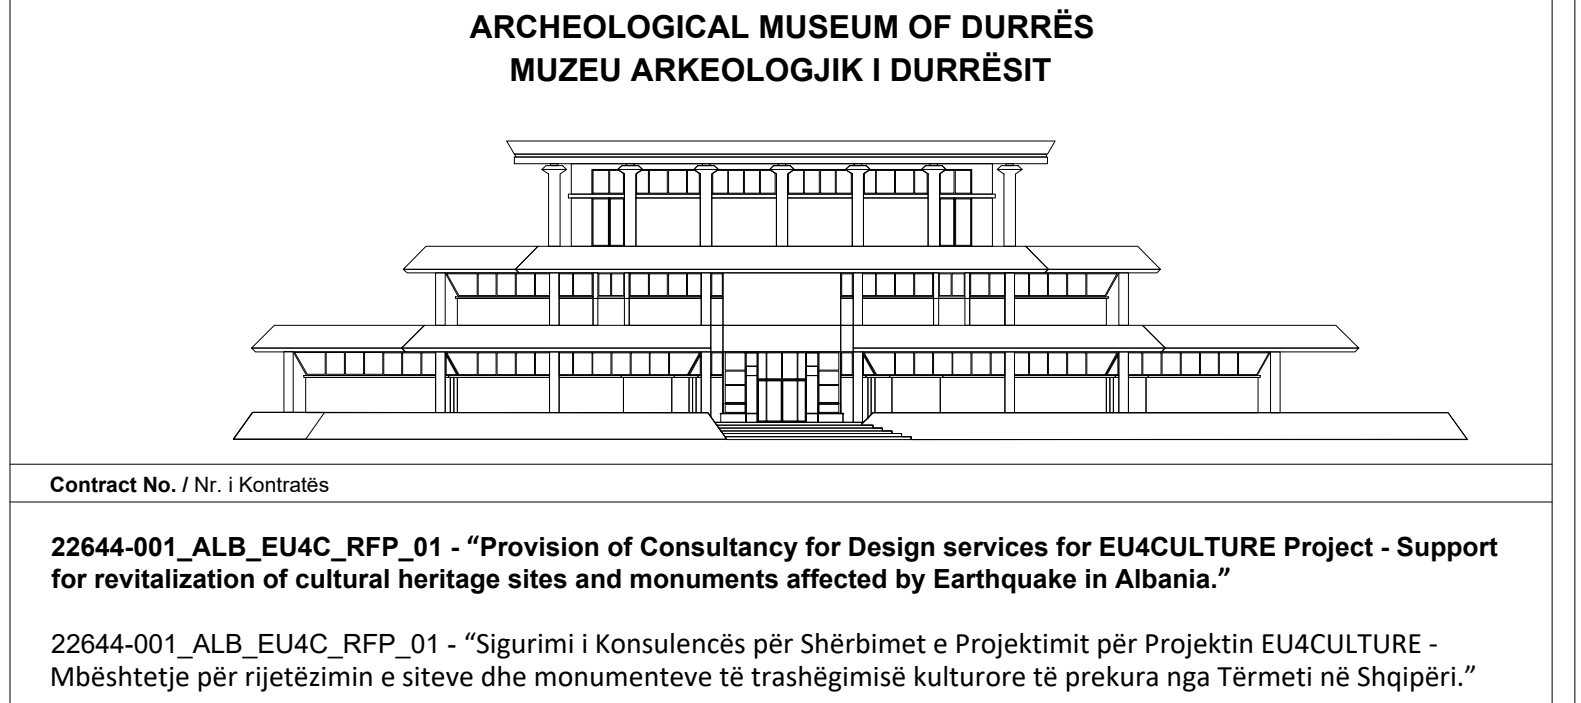 ARCHEOLOGICAL MUSEUM OF DURRËS
MUZEU ARKEOLOGJIK I DURRËSIT
Contract No. / Nr. i Kontratës
22644-001_ALB_EU4C_RFP_01 - “Provision of Consultancy for Design services for EU4CULTURE Project - Support
for revitalization of cultural heritage sites and monuments affected by Earthquake in Albania.”
22644-001_ALB_EU4C_RFP_01 - “Sigurimi i Konsulencës për Shërbimet e Projektimit për Projektin EU4CULTURE -
Mbështetje për rijetëzimin e siteve dhe monumenteve të trashëgimisë kulturore të prekura nga Tërmeti në Shqipëri.”